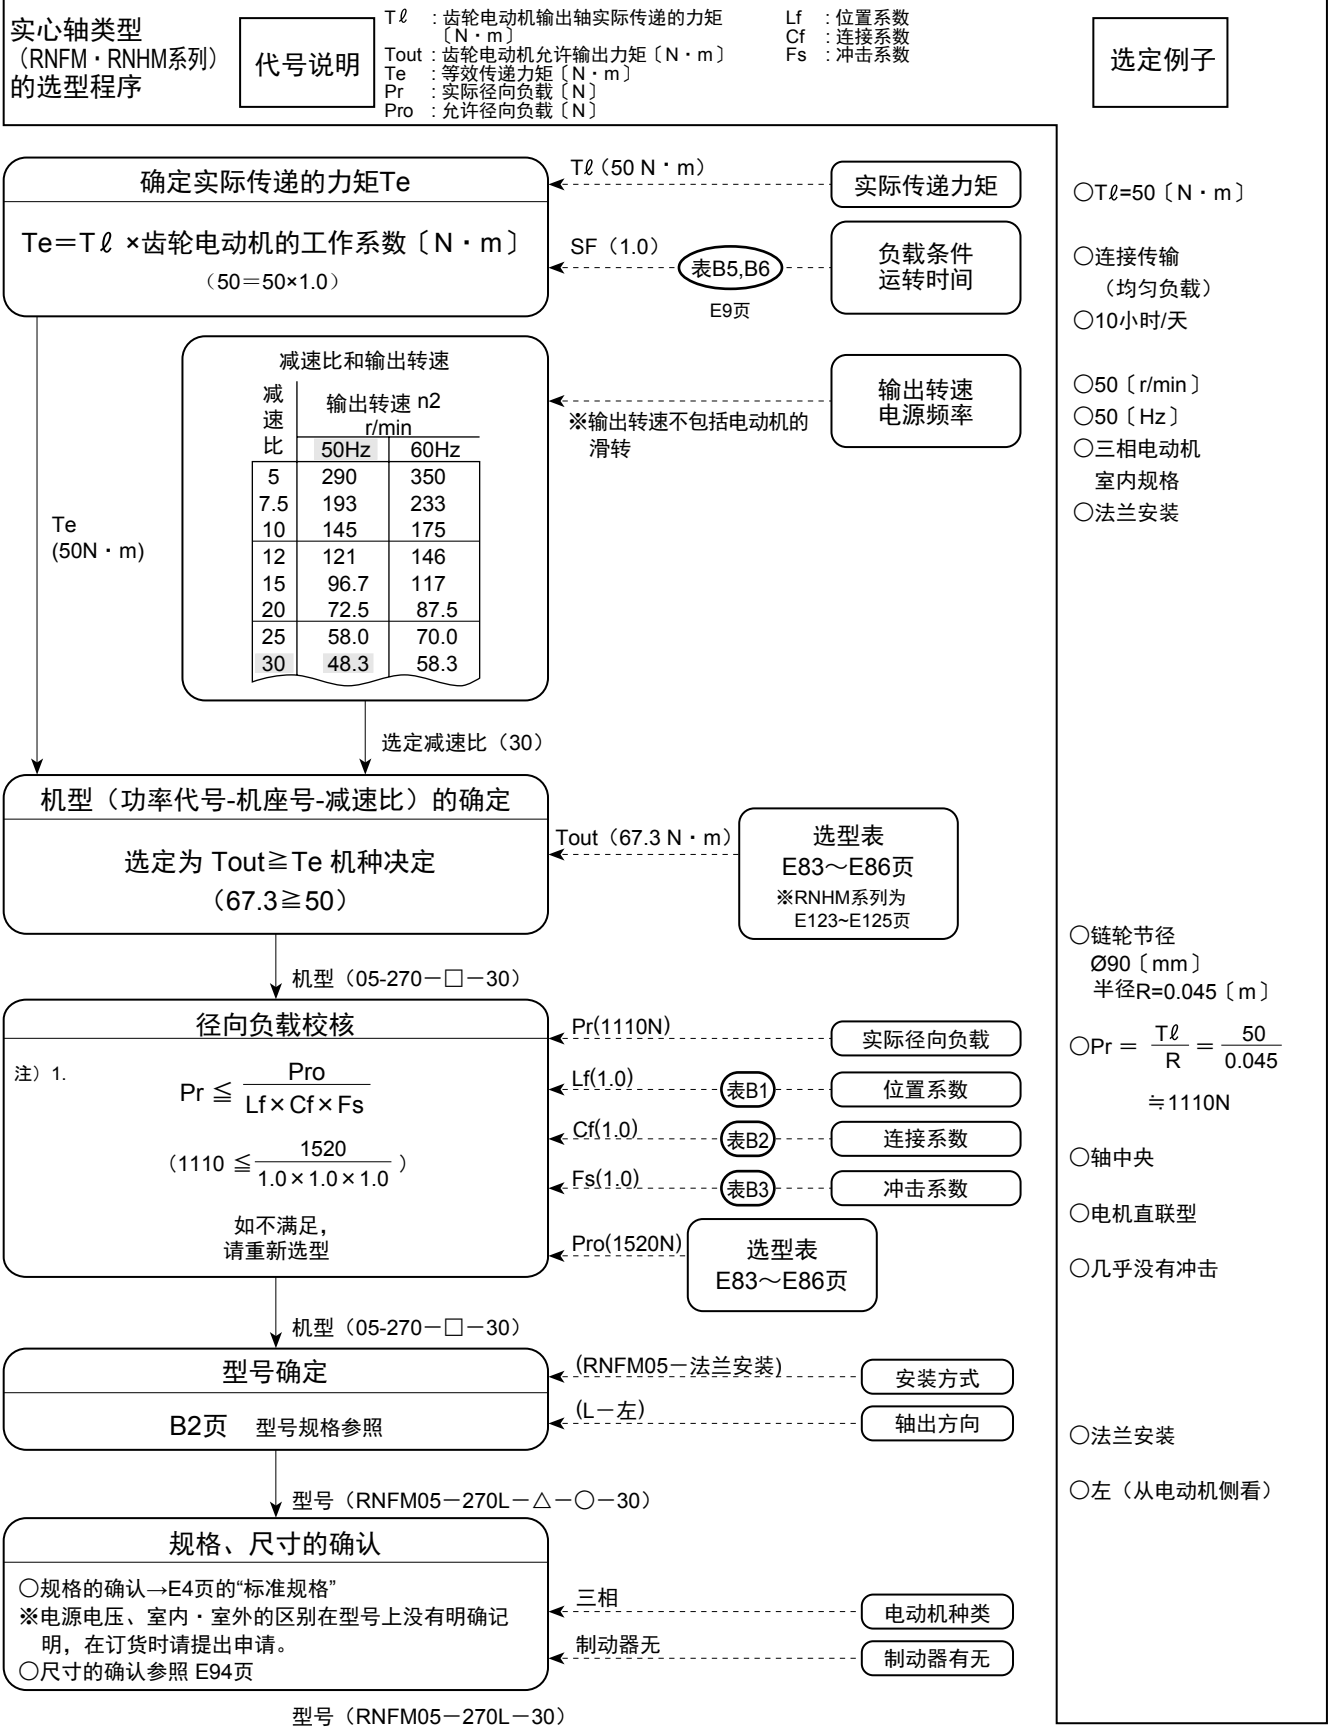 实心轴类型
（RNFM・RNHM系列）
的选型程序
代号说明
Tℓ ：齿轮电动机输出轴实际传递的力矩
〔N・m〕
Tout：齿轮电动机允许输出力矩〔N・m〕
Te ：等效传递力矩〔N・m〕
Pr ：实际径向负载〔N〕
Pro ：允许径向负载〔N〕
Lf ：位置系数
Cf ：连接系数
Fs ：冲击系数
选定例子
确定实际传递的力矩Te
Te＝Tℓ ×齿轮电动机的工作系数〔N・m〕
（50＝50×1.0）
Tℓ（50 N・m）
实际传递力矩
SF（1.0）
表B5,B6
E9页
负载条件
运转时间
○Tℓ=50〔N・m〕
○连接传输
（均匀负载）
○10小时/天
减速比和输出转速
减速比
输出转速 n2
r/min
50Hz 60Hz
5 290 350
7.5 193 233
10 145 175
12 121 146
15 96.7 117
20 72.5 87.5
25 58.0 70.0
30 48.3 58.3
※输出转速不包括电动机的
滑转
输出转速
电源频率
○50〔r/min〕
○50〔Hz〕
○三相电动机
室内规格
○法兰安装
Te
(50N・m)
选定减速比（30）
机型（功率代号-机座号-减速比）的确定
选定为 Tout≧Te 机种决定
（67.3≧50）
Tout（67.3 N・m）
选型表
E83～E86页
※RNHM系列为
E123~E125页
机型（05-270－□－30）
○链轮节径
Ø90〔mm〕
半径R=0.045〔m〕
○Pr ＝ Tℓ/R ＝ 50/0.045
≒1110N
径向负载校核
注）1.
Pr ≦ Pro/Lf×Cf×Fs
（1110 ≦ 1520/1.0×1.0×1.0）
如不满足，
请重新选型
Pr(1110N)
实际径向负载
Lf(1.0)
表B1
位置系数
Cf(1.0)
表B2
连接系数
Fs(1.0)
表B3
冲击系数
Pro(1520N)
选型表
E83～E86页
○轴中央
○电机直联型
○几乎没有冲击
机型（05-270－□－30）
型号确定
B2页 型号规格参照
(RNFM05－法兰安装)
安装方式
(L－左)
轴出方向
○法兰安装
○左（从电动机侧看）
型号（RNFM05－270L－△－○－30）
规格、尺寸的确认
○规格的确认→E4页的“标准规格”
※电源电压、室内・室外的区别在型号上没有明确记
明，在订货时请提出申请。
○尺寸的确认参照 E94页
三相
电动机种类
制动器无
制动器有无
型号（RNFM05－270L－30）